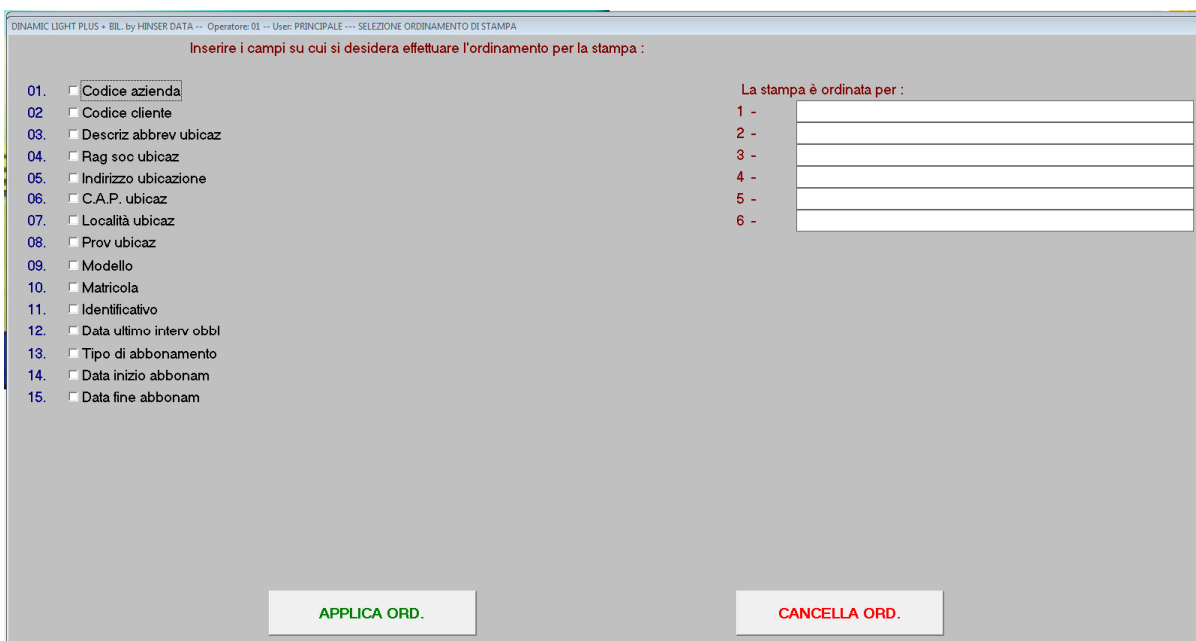 DINAMIC LIGHT PLUS + BIL. by HINSER DATA -- Operatore: 01 -- User: PRINCIPALE --- SELEZIONE ORDINAMENTO DI STAMPA
Inserire i campi su cui si desidera effettuare l'ordinamento per la stampa :
01. Codice azienda
02 Codice cliente
03. Descriz abbrev ubicaz
04. Rag soc ubicaz
05. Indirizzo ubicazione
06. C.A.P. ubicaz
07. Località ubicaz
08. Prov ubicaz
09. Modello
10. Matricola
11. Identificativo
12. Data ultimo interv obbl
13. Tipo di abbonamento
14. Data inizio abbonam
15. Data fine abbonam
La stampa è ordinata per :
1 -
2 -
3 -
4 -
5 -
6 -
APPLICA ORD.
CANCELLA ORD.